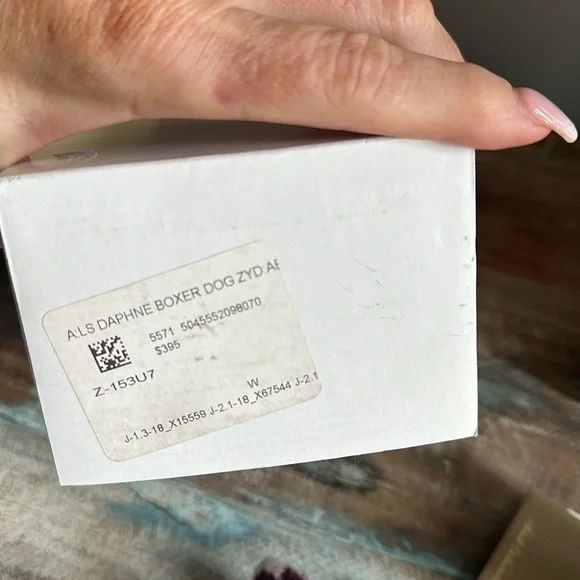 A:LS DAPHNE BOXER DOG ZYD:AE
5571 5045552098070
$395
Z-153U7
W
J-1.3-18_X15559 J-2.1-18_X67544 J-2.1